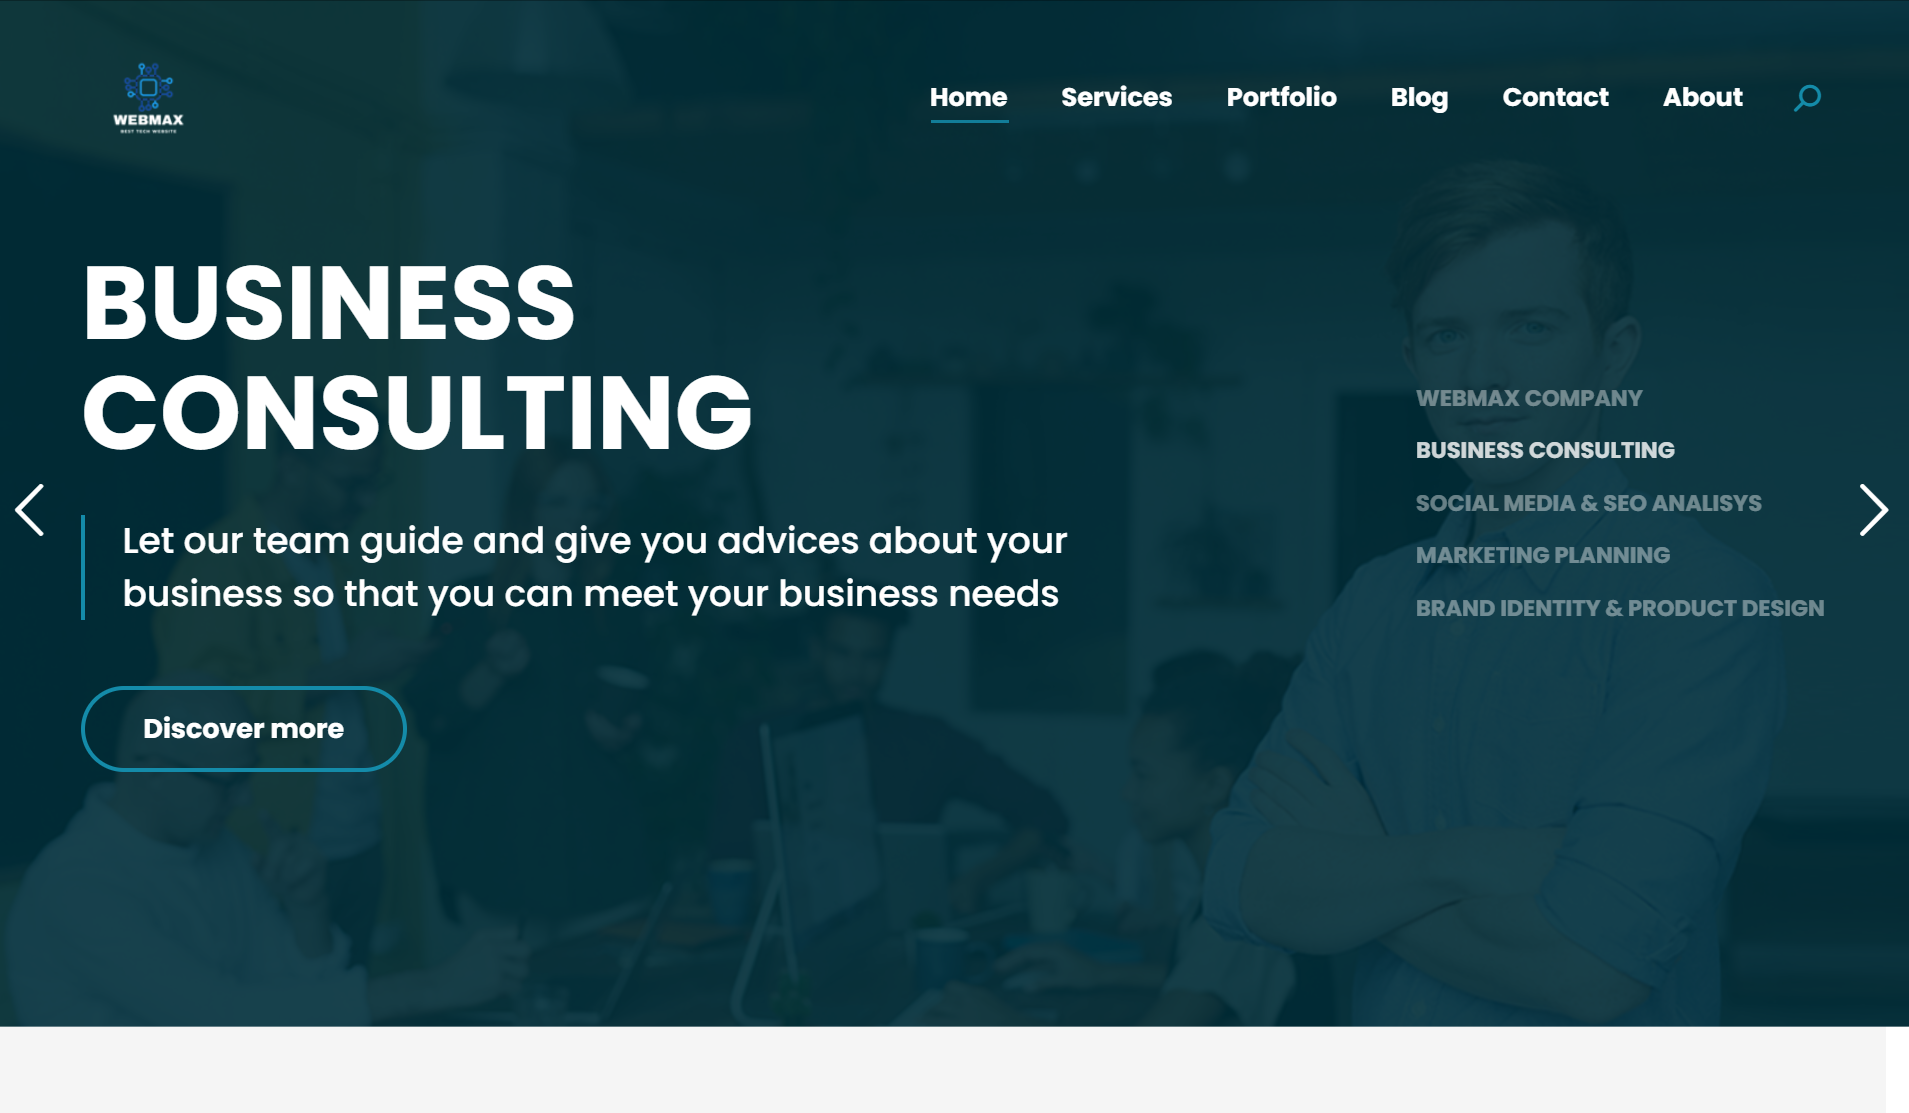 WEBMAX
BEST TECH WEBSITE
Home Services Portfolio Blog Contact About
BUSINESS
CONSULTING
Let our team guide and give you advices about your
business so that you can meet your business needs
Discover more
WEBMAX COMPANY
BUSINESS CONSULTING
SOCIAL MEDIA & SEO ANALISYS
MARKETING PLANNING
BRAND IDENTITY & PRODUCT DESIGN